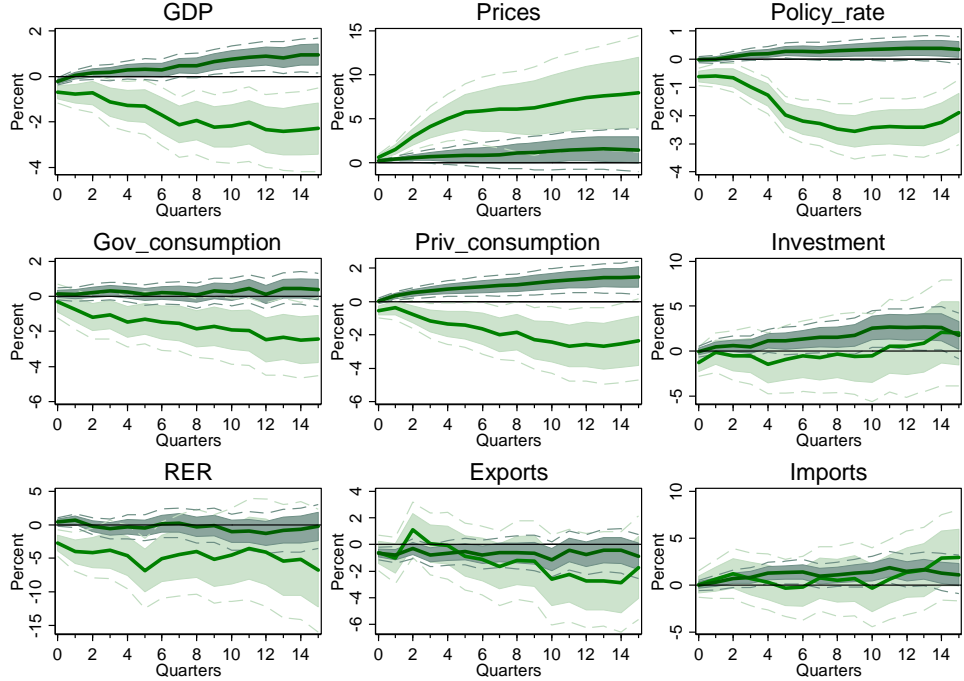 GDP
Percent
2
0
-2
-4
0 2 4 6 8 10 12 14
Quarters
Prices
Percent
15
10
5
0
0 2 4 6 8 10 12 14
Quarters
Policy_rate
Percent
1
0
-1
-2
-3
-4
0 2 4 6 8 10 12 14
Quarters
Gov_consumption
Percent
2
0
-2
-4
-6
0 2 4 6 8 10 12 14
Quarters
Priv_consumption
Percent
2
0
-2
-4
-6
0 2 4 6 8 10 12 14
Quarters
Investment
Percent
10
5
0
-5
0 2 4 6 8 10 12 14
Quarters
RER
Percent
5
0
-5
-10
-15
0 2 4 6 8 10 12 14
Quarters
Exports
Percent
4
2
0
-2
-4
-6
0 2 4 6 8 10 12 14
Quarters
Imports
Percent
10
5
0
-5
0 2 4 6 8 10 12 14
Quarters